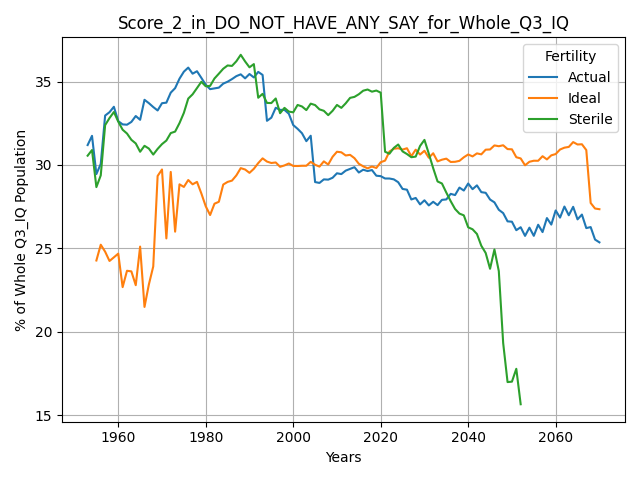 Score_2_in_DO_NOT_HAVE_ANY_SAY_for_Whole_Q3_IQ
% of Whole Q3_IQ Population
35
30
25
20
15
Fertility
Actual
Ideal
Sterile
1960 1980 2000 2020 2040 2060
Years